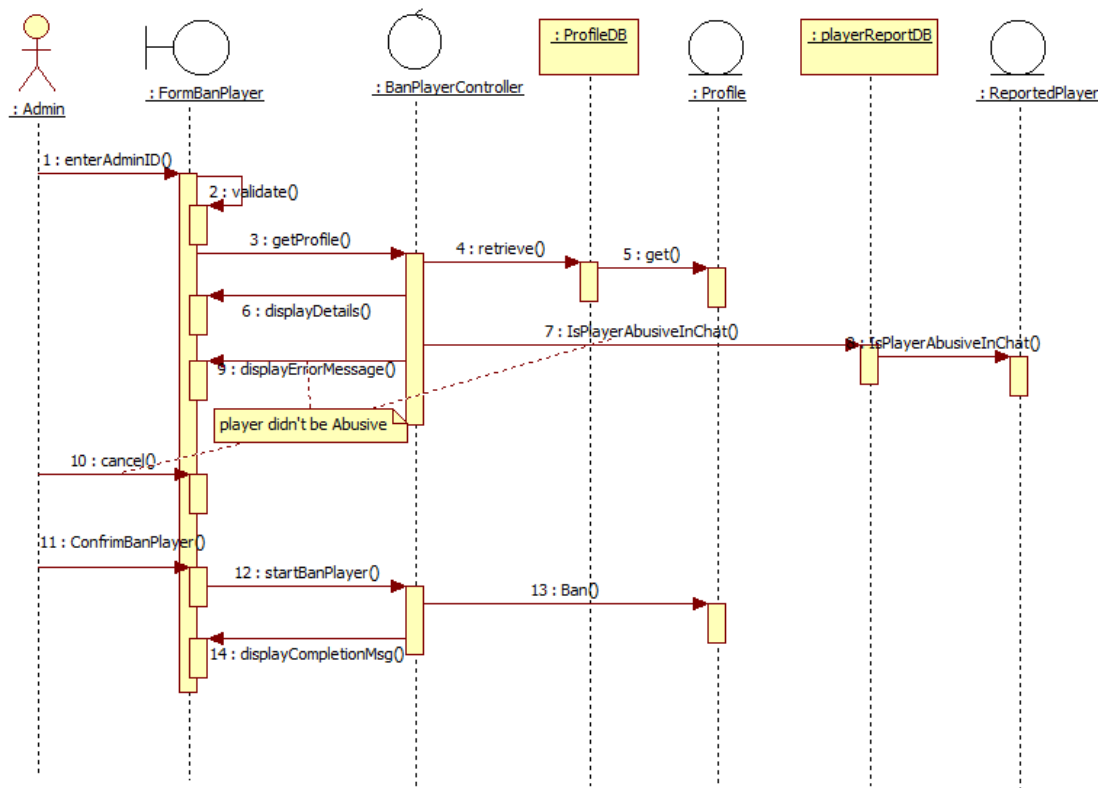 : Admin
: FormBanPlayer
: BanPlayerController
: ProfileDB
: Profile
: playerReportDB
: ReportedPlayer
1 : enterAdminID()
2 : validate()
3 : getProfile()
4 : retrieve()
5 : get()
6 : displayDetails()
7 : IsPlayerAbusiveInChat()
: IsPlayerAbusiveInChat()
9 : displayErrorMessage()
player didn't be Abusive
10 : cancel()
11 : ConfrimBanPlayer()
12 : startBanPlayer()
13 : Ban()
14 : displayCompletionMsg()